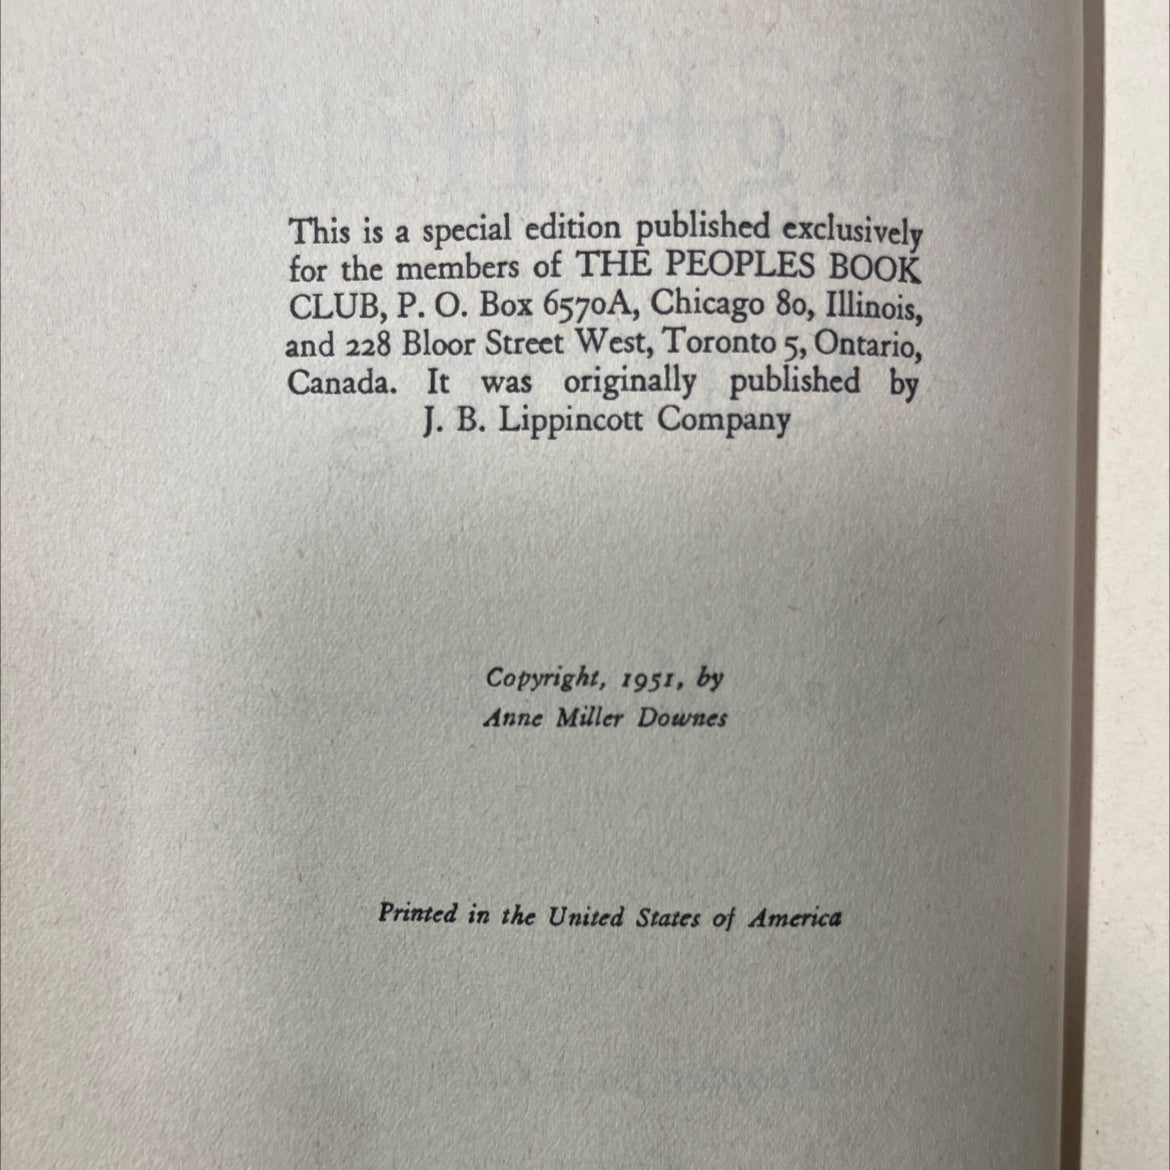 This is a special edition published exclusively
for the members of THE PEOPLES BOOK
CLUB, P. O. Box 6570A, Chicago 80, Illinois,
and 228 Bloor Street West, Toronto 5, Ontario,
Canada. It was originally published by
J. B. Lippincott Company
Copyright, 1951, by
Anne Miller Downes
Printed in the United States of America